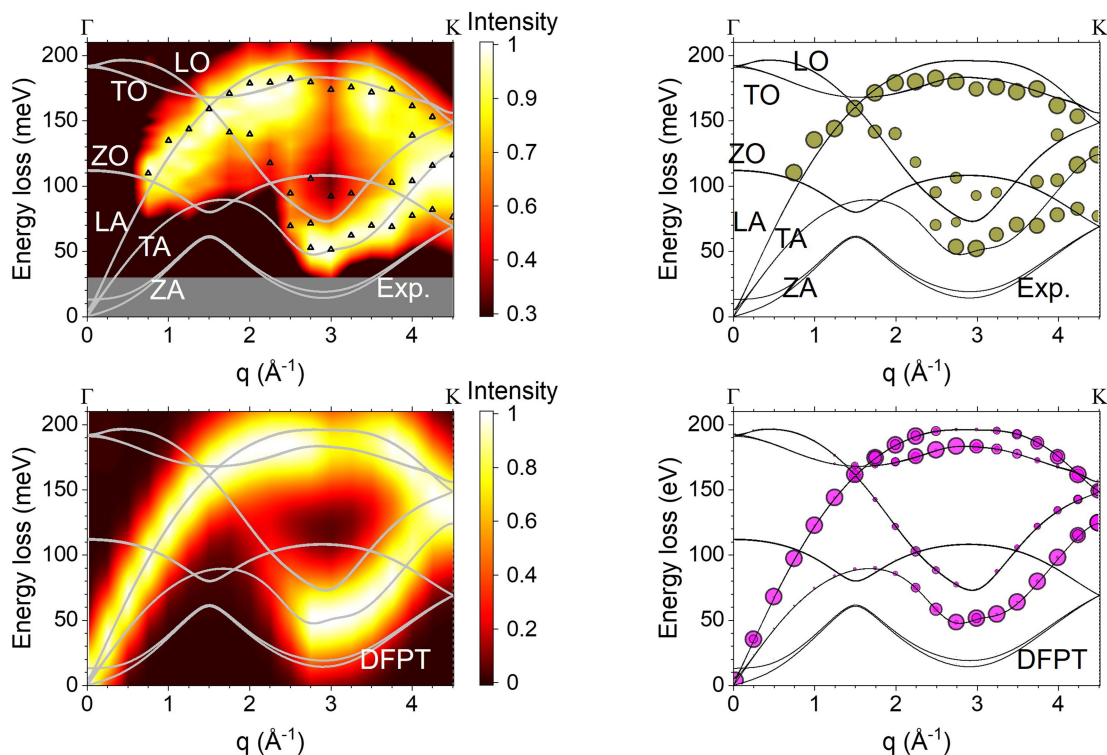 Γ K Intensity
200 LO 1
TO 0.9
150
ZO 0.7
100
LA 0.6
TA
50 0.4
ZA Exp.
0 0.3
0 1 2 3 4
Energy loss (meV)
q (Å⁻¹)
Γ K
200 LO
TO
150
ZO
100
LA
TA
50
ZA Exp.
0
0 1 2 3 4
Energy loss (meV)
q (Å⁻¹)
Γ K Intensity
200 1
150 0.8
0.6
100
0.4
50
DFPT 0.2
0 0
0 1 2 3 4
Energy loss (meV)
q (Å⁻¹)
Γ K
200
150
100
50
DFPT
0
0 1 2 3 4
Energy loss (eV)
q (Å⁻¹)